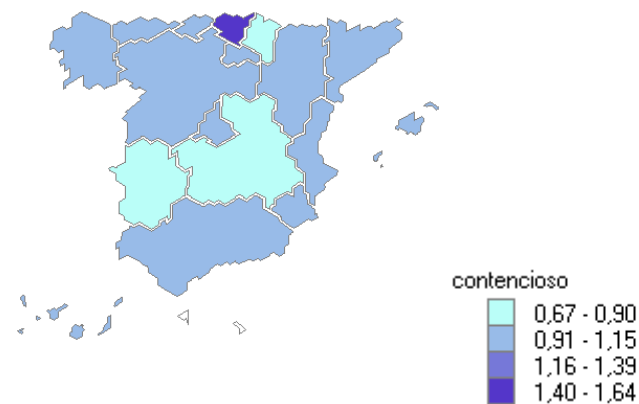 contencioso
0,67 - 0,90
0,91 - 1,15
1,16 - 1,39
1,40 - 1,64